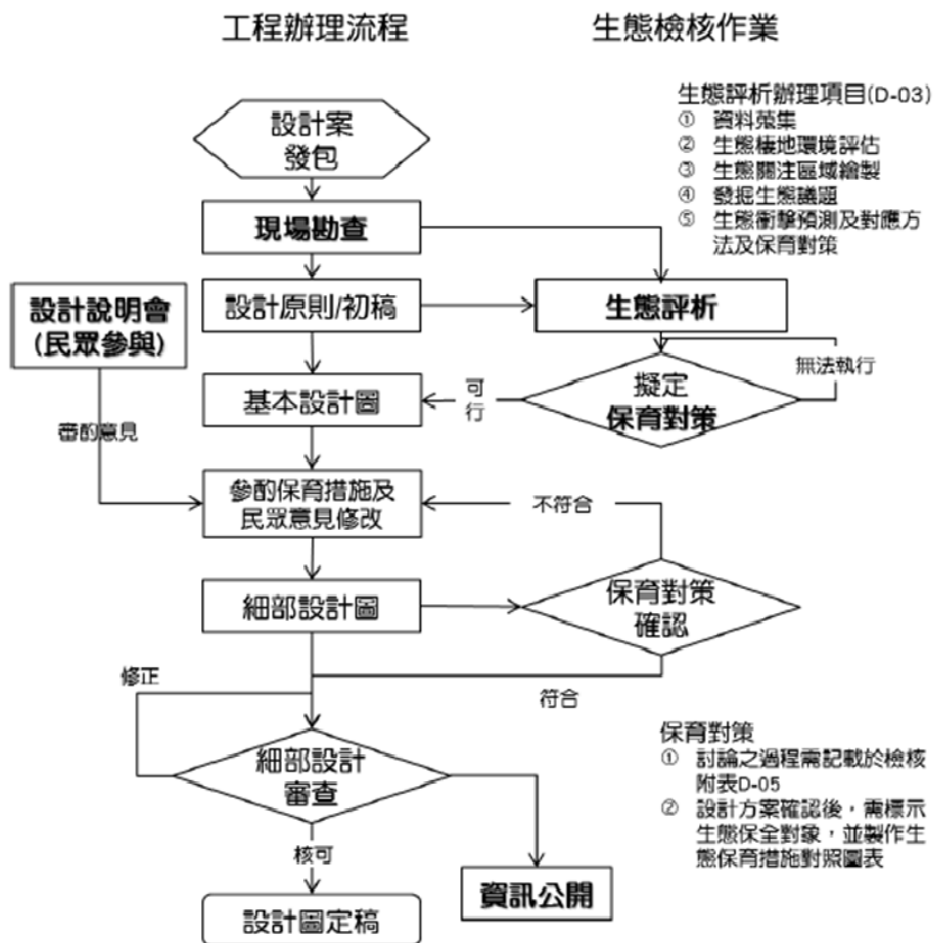 工程辦理流程
生態檢核作業
生態評析辦理項目(D-03)
① 資料蒐集
② 生態棲地環境評估
③ 生態關注區域繪製
④ 發掘生態議題
⑤ 生態衝擊預測及對應方
法及保育對策
設計案
發包
現場勘查
設計原則/初稿
生態評析
設計說明會
(民眾參與)
無法執行
擬定
保育對策
可
行
基本設計圖
審酌意見
參酌保育措施及
民眾意見修改
不符合
細部設計圖
保育對策
確認
修正
符合
細部設計
審查
保育對策
① 討論之過程需記載於檢核
附表D-05
② 設計方案確認後，需標示
生態保全對象，並製作生
態保育措施對照圖表
核可
設計圖定稿
資訊公開